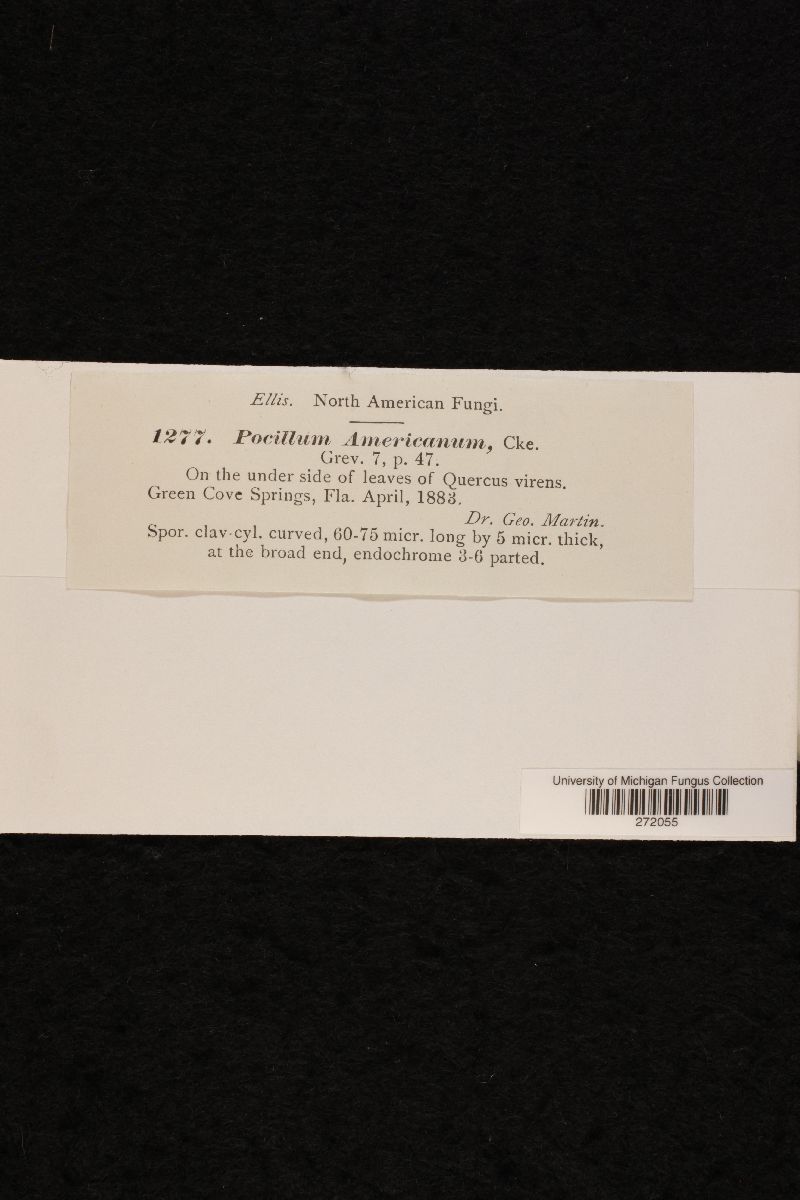 Ellis. North American Fungi.
1277. Pocillum Americanum, Cke.
Grev. 7, p. 47.
On the under side of leaves of Quercus virens.
Green Cove Springs, Fla. April, 1883.
Dr. Geo. Martin.
Spor. clav-cyl. curved, 60-75 micr. long by 5 micr. thick,
at the broad end, endochrome 3-6 parted.
University of Michigan Fungus Collection
272055